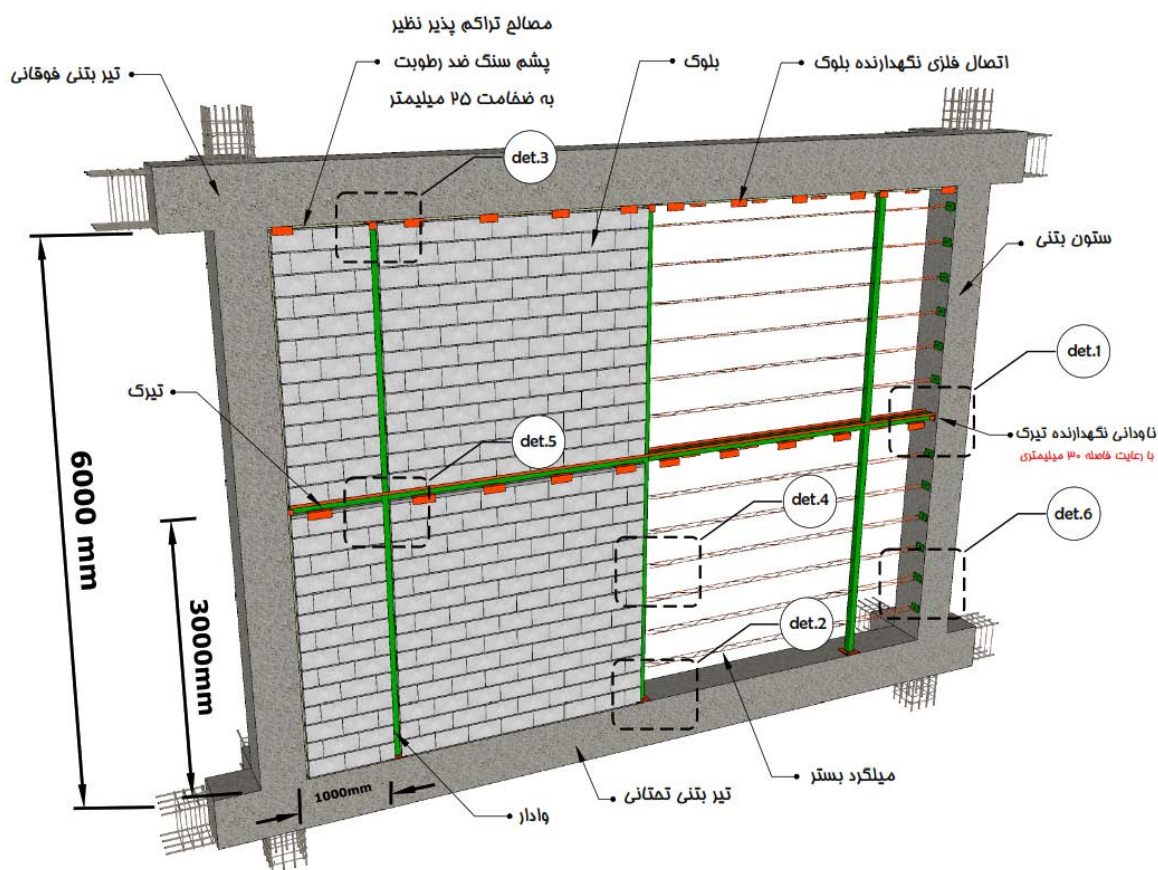 مصالح تراکم پذیر نظیر
پشم سنگ ضد رطوبت
به ضخامت ۲۵ میلیمتر
بلوک
اتصال فلزی نگهدارنده بلوک
تیر بتنی فوقانی
det.3
ستون بتنی
det.1
تیرک
det.5
ناودانی نگهدارنده تیرک
با رعایت فاصله ۳۰ میلیمتری
6000 mm
det.4
det.6
3000mm
det.2
میلگرد بستر
1000mm
تیر بتنی تحتانی
وادار